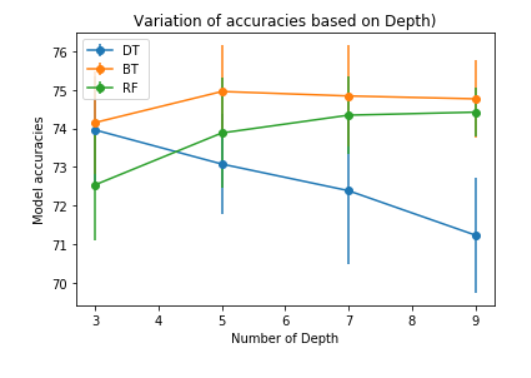 Variation of accuracies based on Depth)
76
75
74
73
72
71
70
Model accuracies
DT
BT
RF
3 4 5 6 7 8 9
Number of Depth